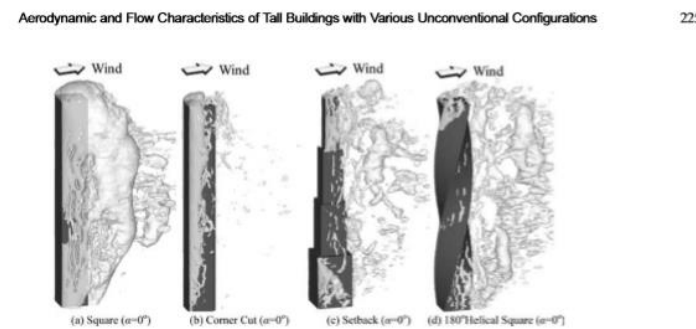 Aerodynamic and Flow Characteristics of Tall Buildings with Various Unconventional Configurations
Wind Wind Wind Wind
(a) Square (α=0°) (b) Corner Cut (α=0°) (c) Setback (α=0°) (d) 180°Helical Square (α=0°)